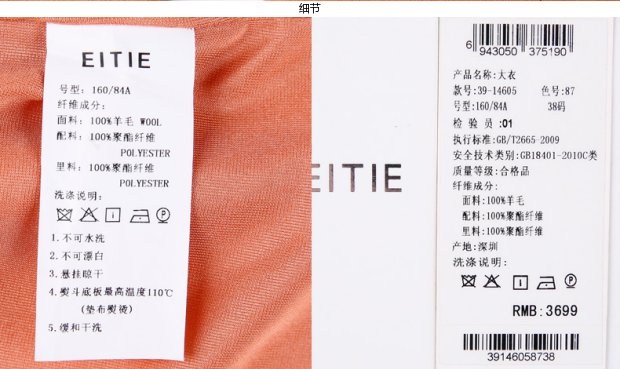 细节
EITIE
号型:160/84A
纤维成分:
面料: 100%羊毛 WOOL
配料: 100%聚酯纤维
POLYESTER
里料: 100%聚酯纤维
POLYESTER
洗涤说明:
1.不可水洗
2.不可漂白
3.悬挂晾干
4.熨斗底板最高温度110℃
(垫布熨烫)
5.缓和干洗
EITIE
6 943050 375190
产品名称:大衣
款号:39-14605 色号:87
号型:160/84A 38码
检 验 员 :01
执行标准:GB/T2665-2009
安全技术类别:GB18401-2010C类
质量等级:合格品
纤维成分:
面料:100%羊毛
配料:100%聚酯纤维
里料:100%聚酯纤维
产地:深圳
洗涤说明:
RMB:3699
39146058738